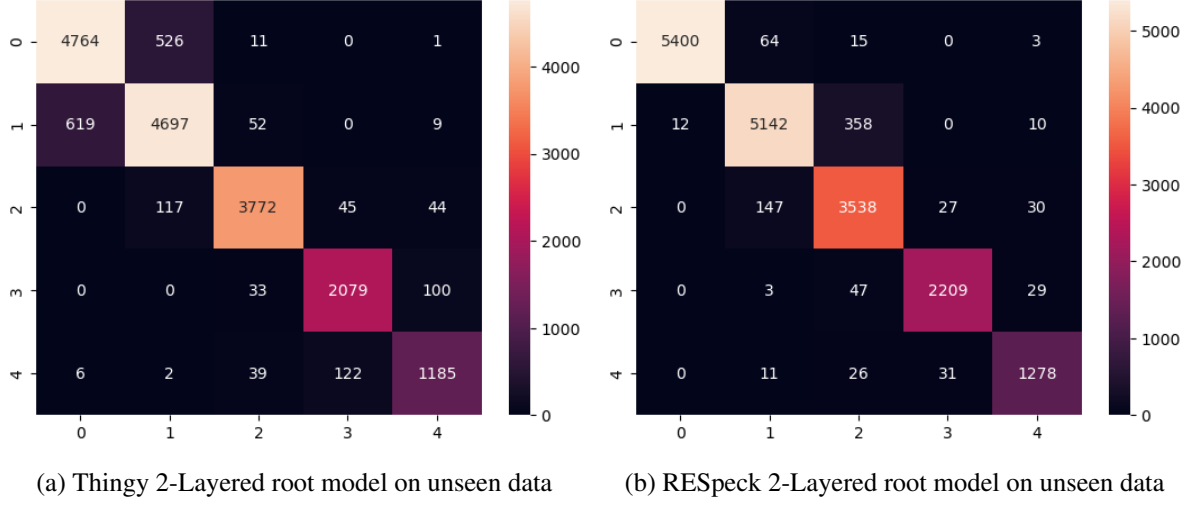 0 4764 526 11 0 1
1 619 4697 52 0 9
2 0 117 3772 45 44
3 0 0 33 2079 100
4 6 2 39 122 1185
0 1 2 3 4
4000
3000
2000
1000
0
(a) Thingy 2-Layered root model on unseen data
0 5400 64 15 0 3
1 12 5142 358 0 10
2 0 147 3538 27 30
3 0 3 47 2209 29
4 0 11 26 31 1278
0 1 2 3 4
5000
4000
3000
2000
1000
0
(b) RESpeck 2-Layered root model on unseen data